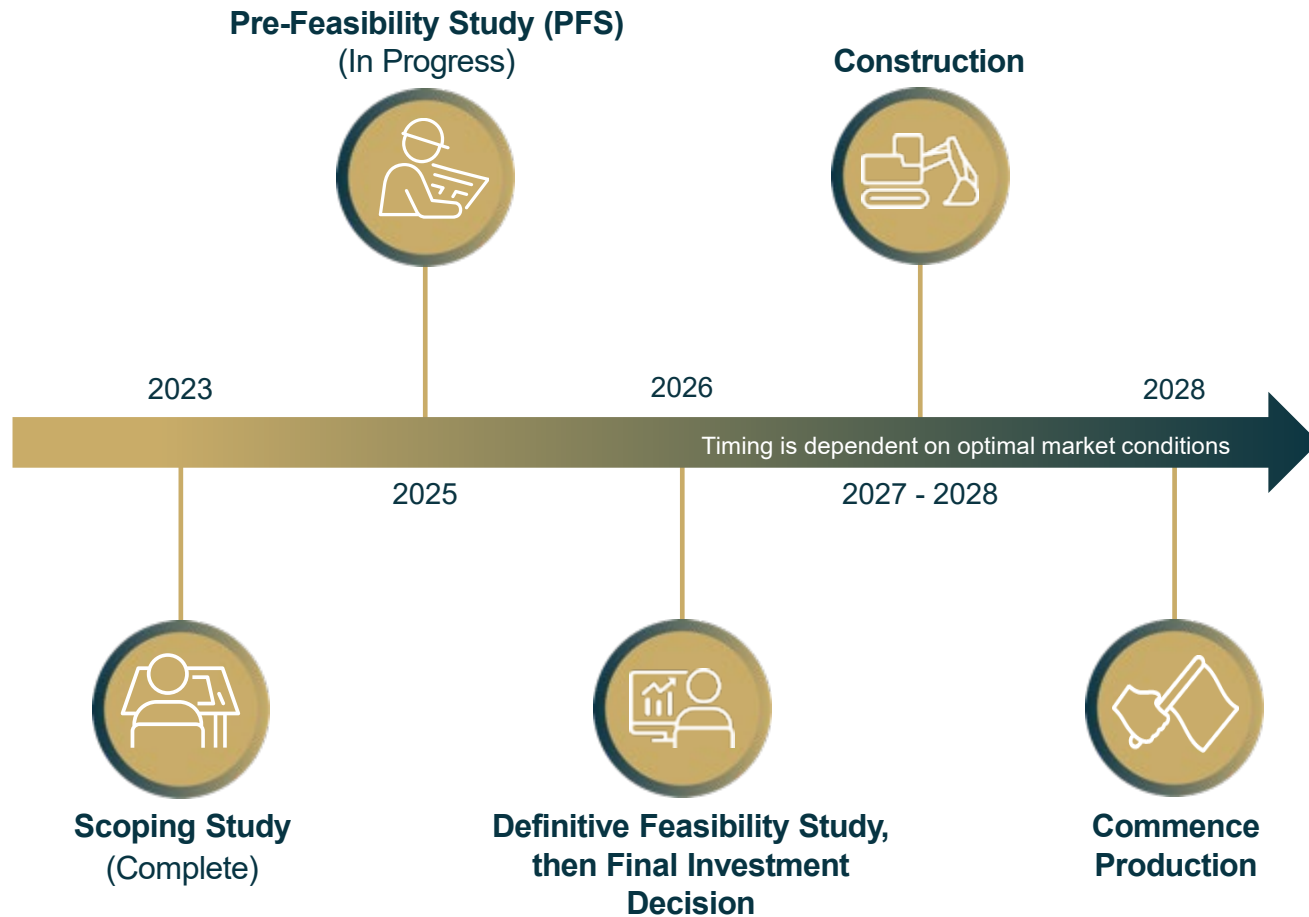 Pre-Feasibility Study (PFS)
(In Progress)
Construction
2023
2026
2028
Timing is dependent on optimal market conditions
2025
2027 - 2028
Scoping Study
(Complete)
Definitive Feasibility Study,
then Final Investment
Decision
Commence
Production